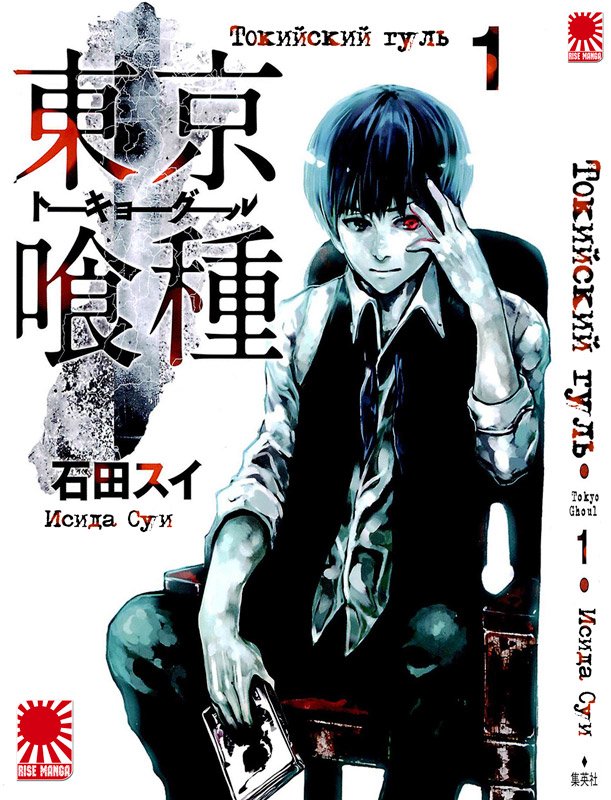 Токийский гуль
1
RISE MANGA
東京
トーキョーグール
喰種
石田スイ
Исида Суи
RISE MANGA
Токийский гуль
Tokyo
Ghoul
1
Исида Суи
集英社